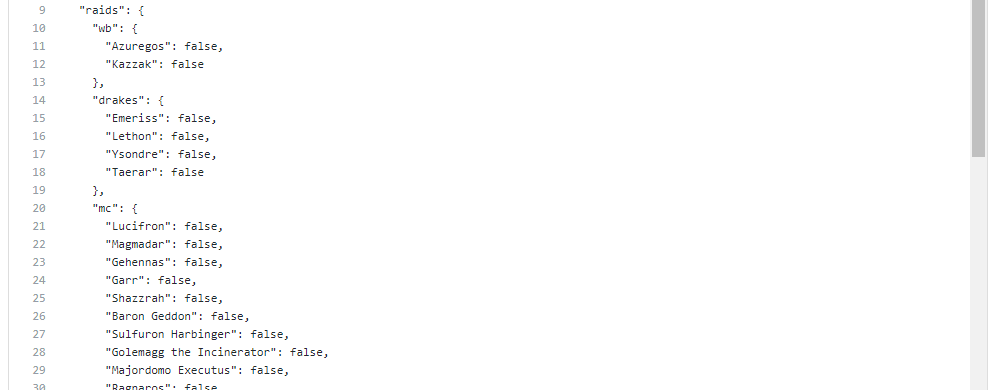 9 "raids": {
10 "wb": {
11 "Azuregos": false,
12 "Kazzak": false
13 },
14 "drakes": {
15 "Emeriss": false,
16 "Lethon": false,
17 "Ysondre": false,
18 "Taerar": false
19 },
20 "mc": {
21 "Lucifron": false,
22 "Magmadar": false,
23 "Gehennas": false,
24 "Garr": false,
25 "Shazzrah": false,
26 "Baron Geddon": false,
27 "Sulfuron Harbinger": false,
28 "Golemagg the Incinerator": false,
29 "Majordomo Executus": false,
30 "Ragnaros": false